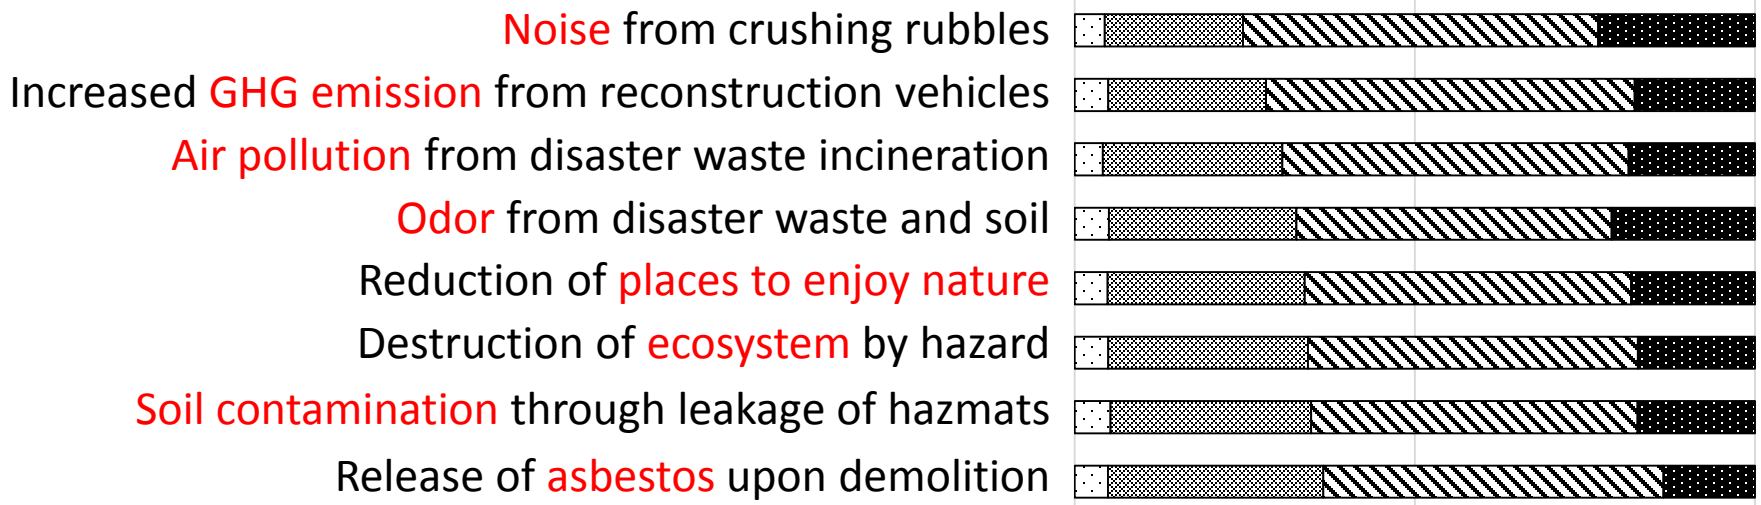 Noise from crushing rubbles
Increased GHG emission from reconstruction vehicles
Air pollution from disaster waste incineration
Odor from disaster waste and soil
Reduction of places to enjoy nature
Destruction of ecosystem by hazard
Soil contamination through leakage of hazmats
Release of asbestos upon demolition